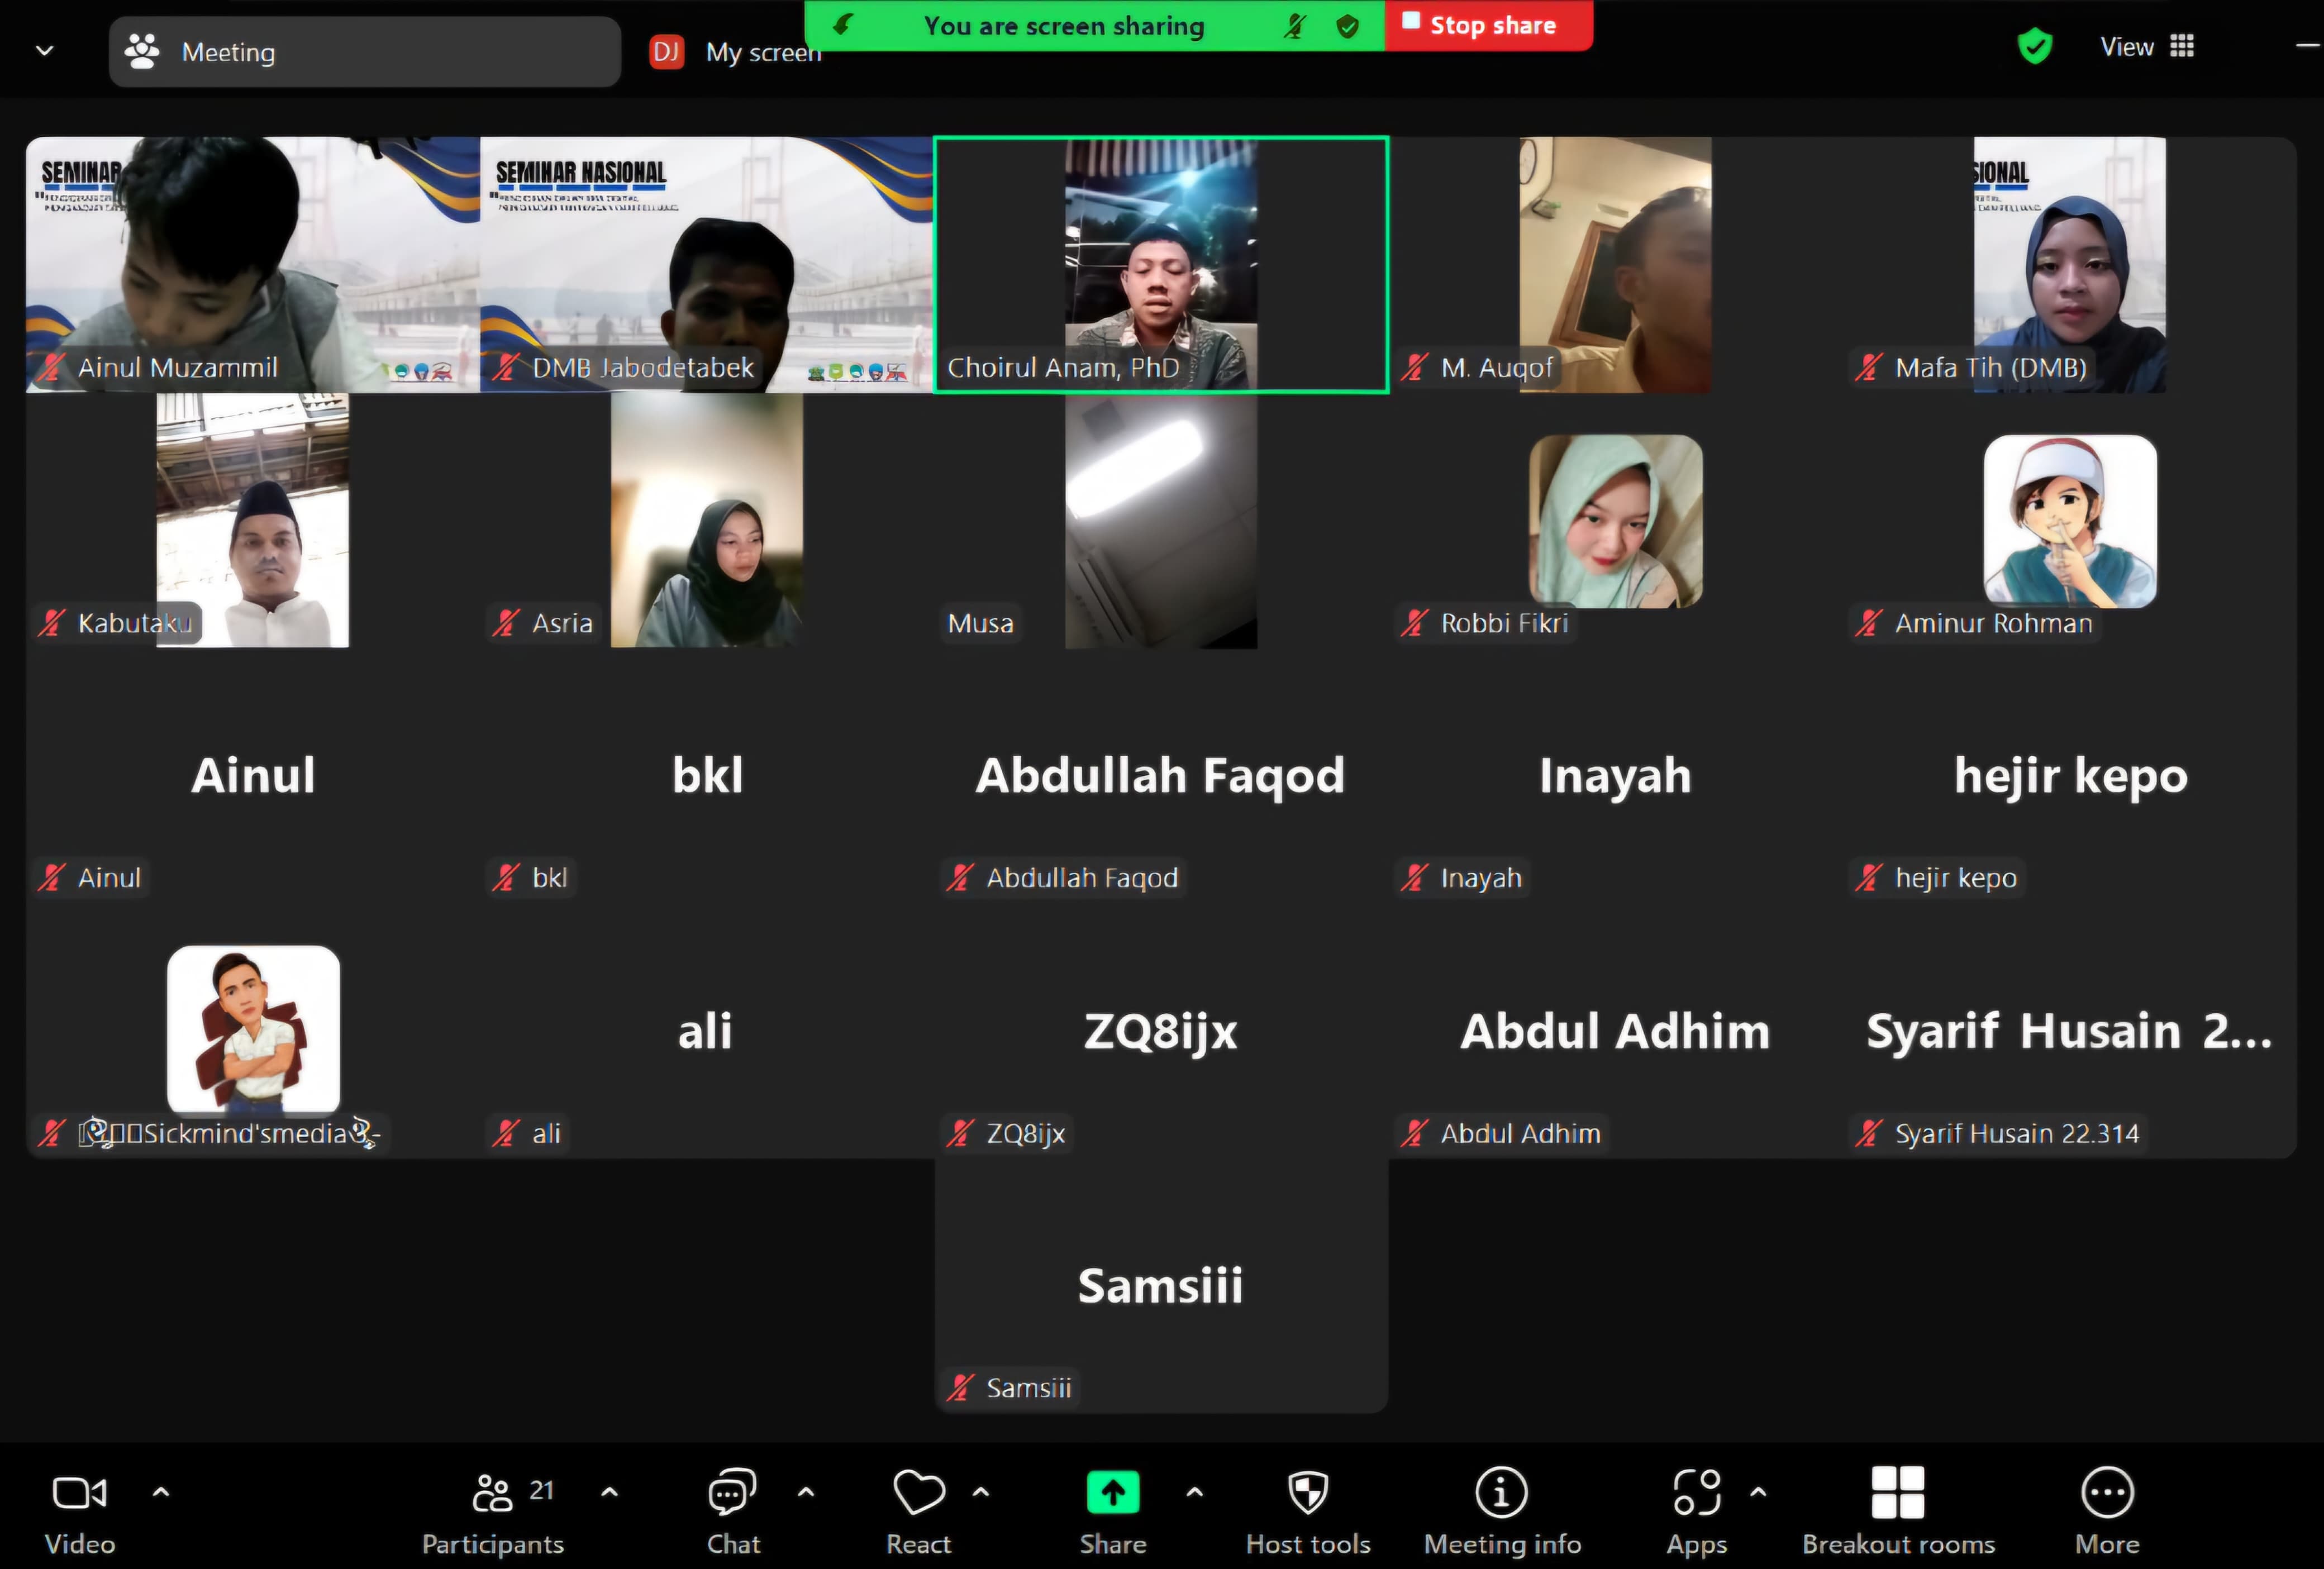 Meeting
DJ My screen
You are screen sharing
Stop share
View
SEMINAR
Ainul Muzammil
SEMINAR NASIONAL
DMB Jabodetabek
Choirul Anam, PhD
M. Auqof
SIONAL
Mafa Tih (DMB)
Kabutaku
Asria
Musa
Robbi Fikri
Aminur Rohman
Ainul
bkl
Abdullah Faqod
Inayah
hejir kepo
Ainul
bkl
Abdullah Faqod
Inayah
hejir kepo
ali
ZQ8ijx
Abdul Adhim
Syarif Husain 2...
Sickmind'smedia
ali
ZQ8ijx
Abdul Adhim
Syarif Husain 22.314
Samsiii
Samsiii
Video
21
Participants
Chat
React
Share
Host tools
Meeting info
Apps
Breakout rooms
More